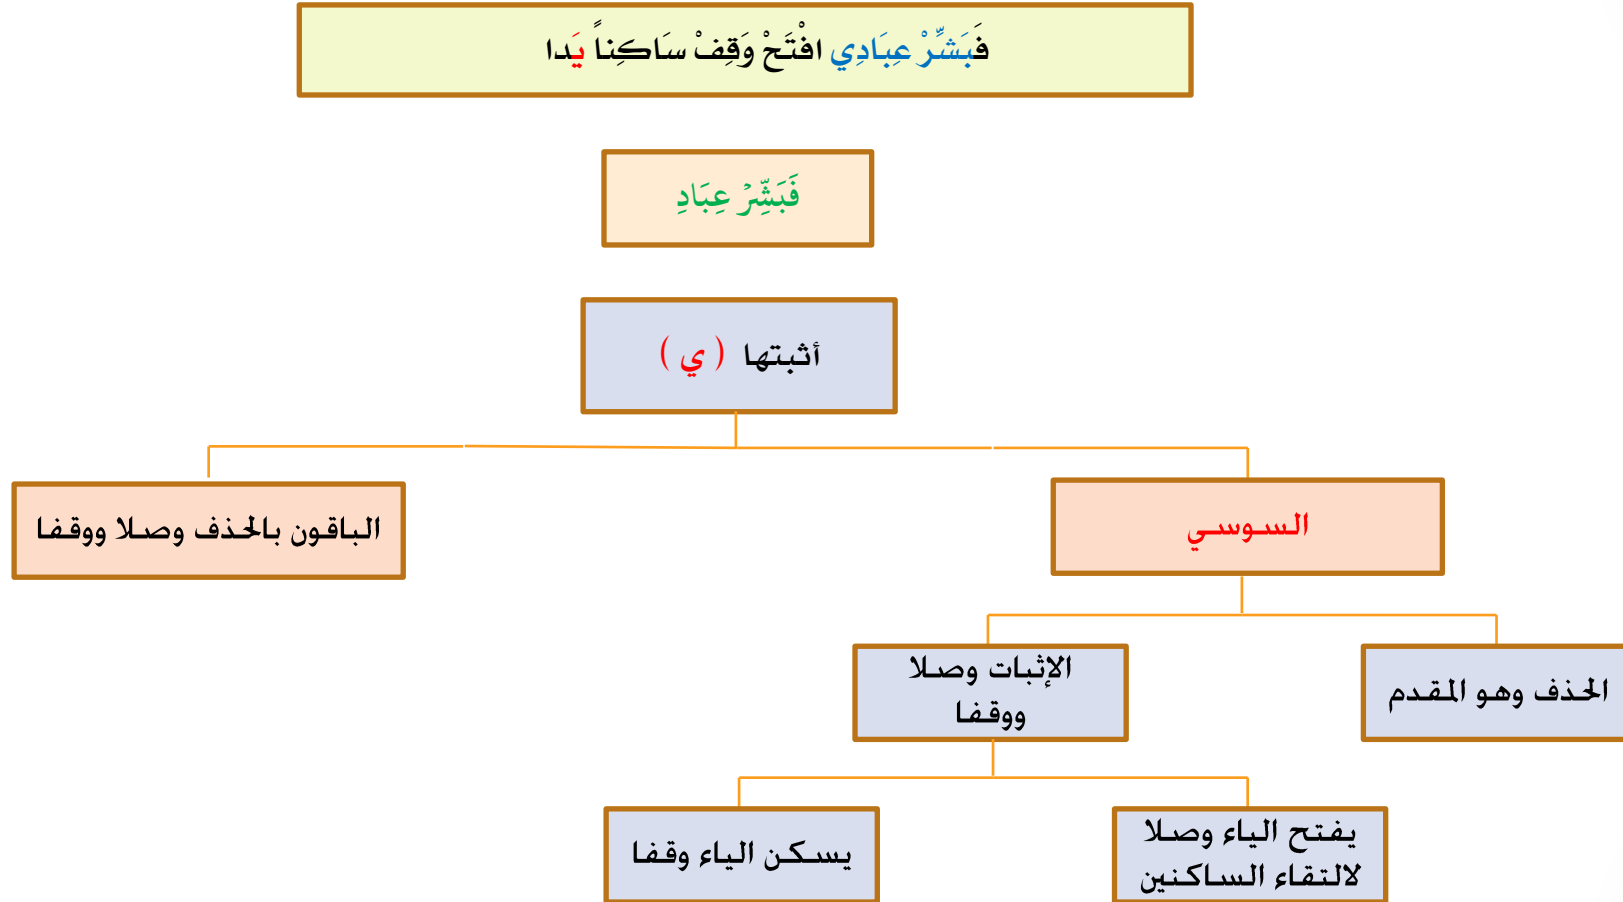 فَبَشِّرْ عِبَادِي افْتَحْ وَقِفْ سَاكِناً يَدا
فَبَشِّرْ عِبَادِ
أثبتها ( ي )
السوسي
الباقون بالحذف وصلا ووقفا
الحذف وهو المقدم
الإثبات وصلا
ووقفا
يفتح الياء وصلا
لالتقاء الساكنين
يسكن الياء وقفا